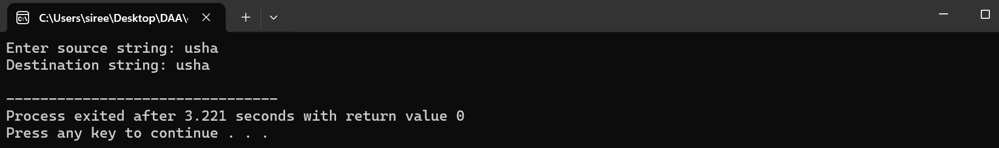 C:\Users\siree\Desktop\DAA\
Enter source string: usha
Destination string: usha
--------------------------------
Process exited after 3.221 seconds with return value 0
Press any key to continue . . .